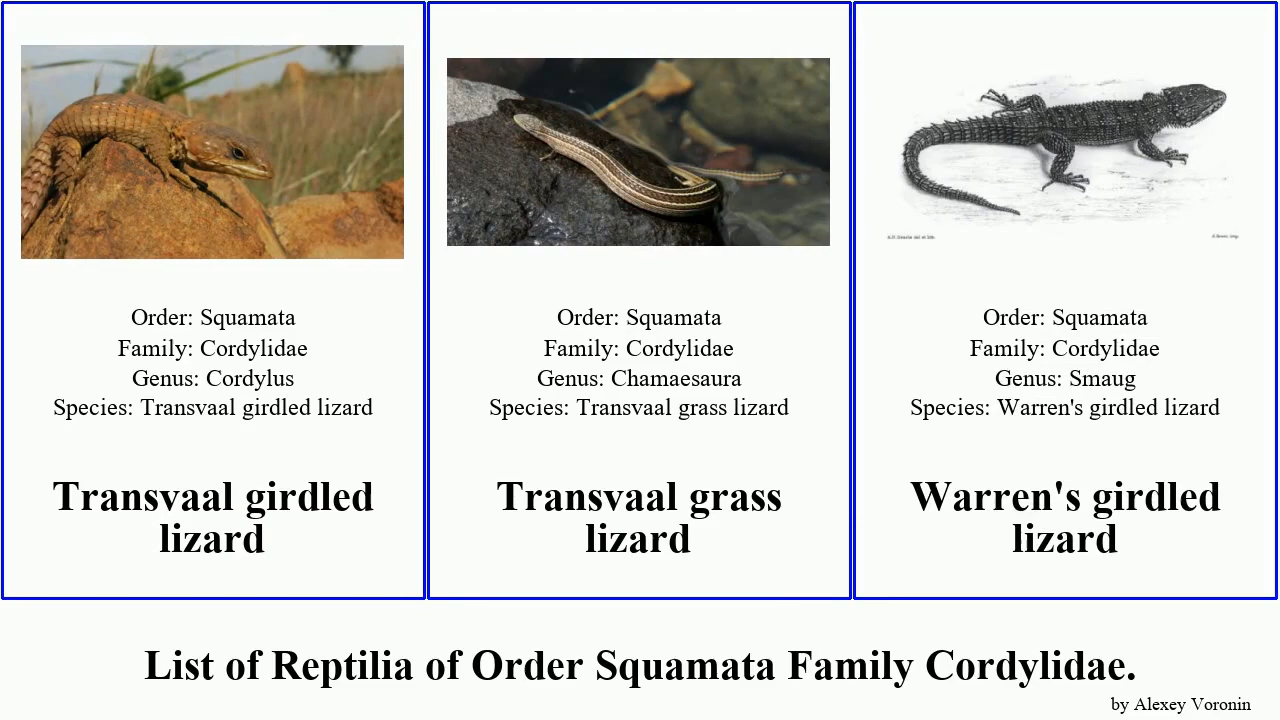 Order: Squamata
Family: Cordylidae
Genus: Cordylus
Species: Transvaal girdled lizard
Transvaal girdled
lizard
Order: Squamata
Family: Cordylidae
Genus: Chamaesaura
Species: Transvaal grass lizard
Transvaal grass
lizard
Order: Squamata
Family: Cordylidae
Genus: Smaug
Species: Warren's girdled lizard
Warren's girdled
lizard
List of Reptilia of Order Squamata Family Cordylidae.
by Alexey Voronin